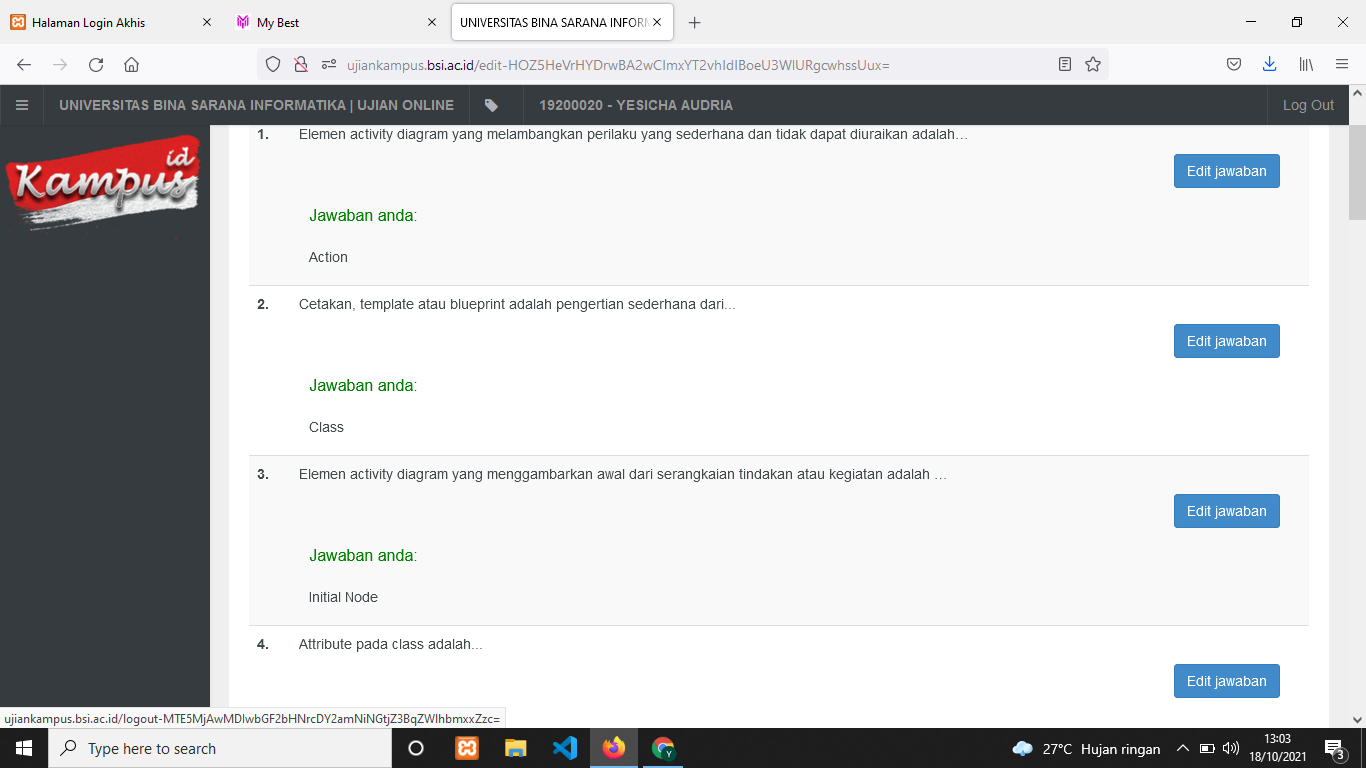 Halaman Login Akhis
My Best
UNIVERSITAS BINA SARANA INFORM
ujiankampus.bsi.ac.id/edit-HOZ5HeVrHYDrwBA2wCImxYT2vhIdIBoeU3WlURgcwhssUux=
UNIVERSITAS BINA SARANA INFORMATIKA | UJIAN ONLINE
19200020 - YESICHA AUDRIA
Log Out
Kampus id
1. Elemen activity diagram yang melambangkan perilaku yang sederhana dan tidak dapat diuraikan adalah…
Edit jawaban
Jawaban anda:
Action
2. Cetakan, template atau blueprint adalah pengertian sederhana dari...
Edit jawaban
Jawaban anda:
Class
3. Elemen activity diagram yang menggambarkan awal dari serangkaian tindakan atau kegiatan adalah …
Edit jawaban
Jawaban anda:
Initial Node
4. Attribute pada class adalah...
Edit jawaban
ujiankampus.bsi.ac.id/logout-MTE5MjAwMDIwbGF2bHNrcDY2amNiNGtjZ3BqZWlhbmxxZzc=
Type here to search
Y
27°C Hujan ringan
13:03
18/10/2021
3